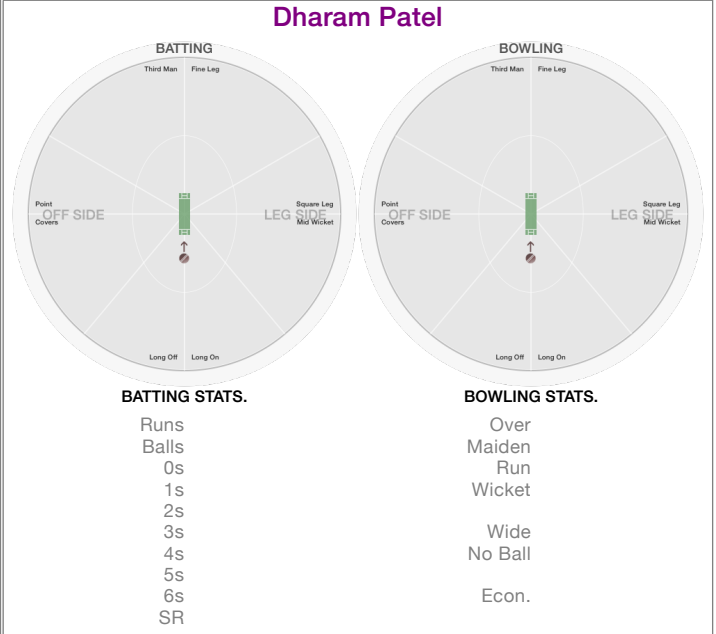 Dharam Patel
BATTING
Third Man Fine Leg
Point
OFF SIDE
Covers
Square Leg
LEG SIDE
Mid Wicket
Long Off Long On
BOWLING
Third Man Fine Leg
Point
OFF SIDE
Covers
Square Leg
LEG SIDE
Mid Wicket
Long Off Long On
BATTING STATS.
Runs
Balls
0s
1s
2s
3s
4s
5s
6s
SR
BOWLING STATS.
Over
Maiden
Run
Wicket
Wide
No Ball
Econ.